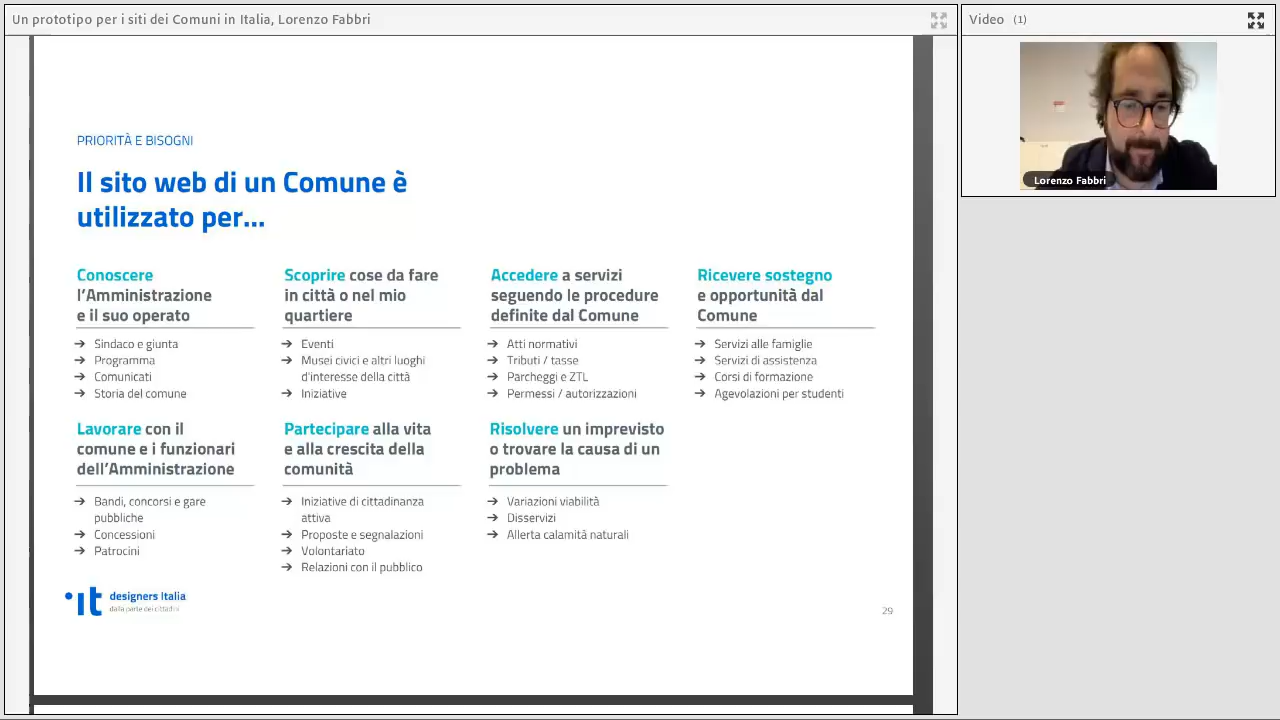 Un prototipo per i siti dei Comuni in Italia, Lorenzo Fabbri
Video (1)
Lorenzo Fabbri
PRIORITÀ E BISOGNI
Il sito web di un Comune è
utilizzato per...
Conoscere
l'Amministrazione
e il suo operato
→ Sindaco e giunta
→ Programma
→ Comunicati
→ Storia del comune
Scoprire cose da fare
in città o nel mio
quartiere
→ Eventi
→ Musei civici e altri luoghi
d'interesse della città
→ Iniziative
Accedere a servizi
seguendo le procedure
definite dal Comune
→ Atti normativi
→ Tributi / tasse
→ Parcheggi e ZTL
→ Permessi / autorizzazioni
Ricevere sostegno
e opportunità dal
Comune
→ Servizi alle famiglie
→ Servizi di assistenza
→ Corsi di formazione
→ Agevolazioni per studenti
Lavorare con il
comune e i funzionari
dell'Amministrazione
→ Bandi, concorsi e gare
pubbliche
→ Concessioni
→ Patrocini
Partecipare alla vita
e alla crescita della
comunità
→ Iniziative di cittadinanza
attiva
→ Proposte e segnalazioni
→ Volontariato
→ Relazioni con il pubblico
Risolvere un imprevisto
o trovare la causa di un
problema
→ Variazioni viabilità
→ Disservizi
→ Allerta calamità naturali
it designers Italia
dalla parte dei cittadini
29